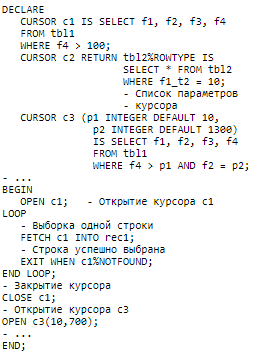 DECLARE
CURSOR c1 IS SELECT f1, f2, f3, f4
FROM tbl1
WHERE f4 > 100;
CURSOR c2 RETURN tbl2%ROWTYPE IS
SELECT * FROM tbl2
WHERE f1_t2 = 10;
- Список параметров
- курсора
CURSOR c3 (p1 INTEGER DEFAULT 10,
p2 INTEGER DEFAULT 1300)
IS SELECT f1, f2, f3, f4
FROM tbl1
WHERE f4 > p1 AND f2 = p2;
- ...
BEGIN
OPEN c1; - Открытие курсора c1
LOOP
- Выборка одной строки
FETCH c1 INTO rec1;
- Строка успешно выбрана
EXIT WHEN c1%NOTFOUND;
END LOOP;
- Закрытие курсора
CLOSE c1;
- Открытие курсора c3
OPEN c3(10,700);
- ...
END;